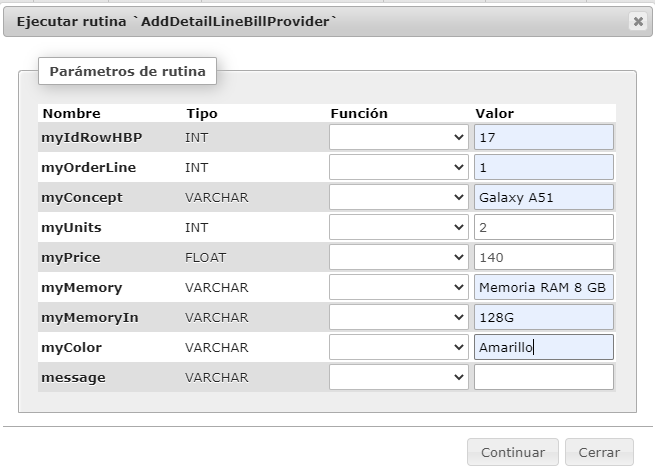 Ejecutar rutina `AddDetailLineBillProvider`
Parámetros de rutina
Nombre Tipo Función Valor
myIdRowHBP INT 17
myOrderLine INT 1
myConcept VARCHAR Galaxy A51
myUnits INT 2
myPrice FLOAT 140
myMemory VARCHAR Memoria RAM 8 GB
myMemoryIn VARCHAR 128G
myColor VARCHAR Amarillo
message VARCHAR
Continuar Cerrar